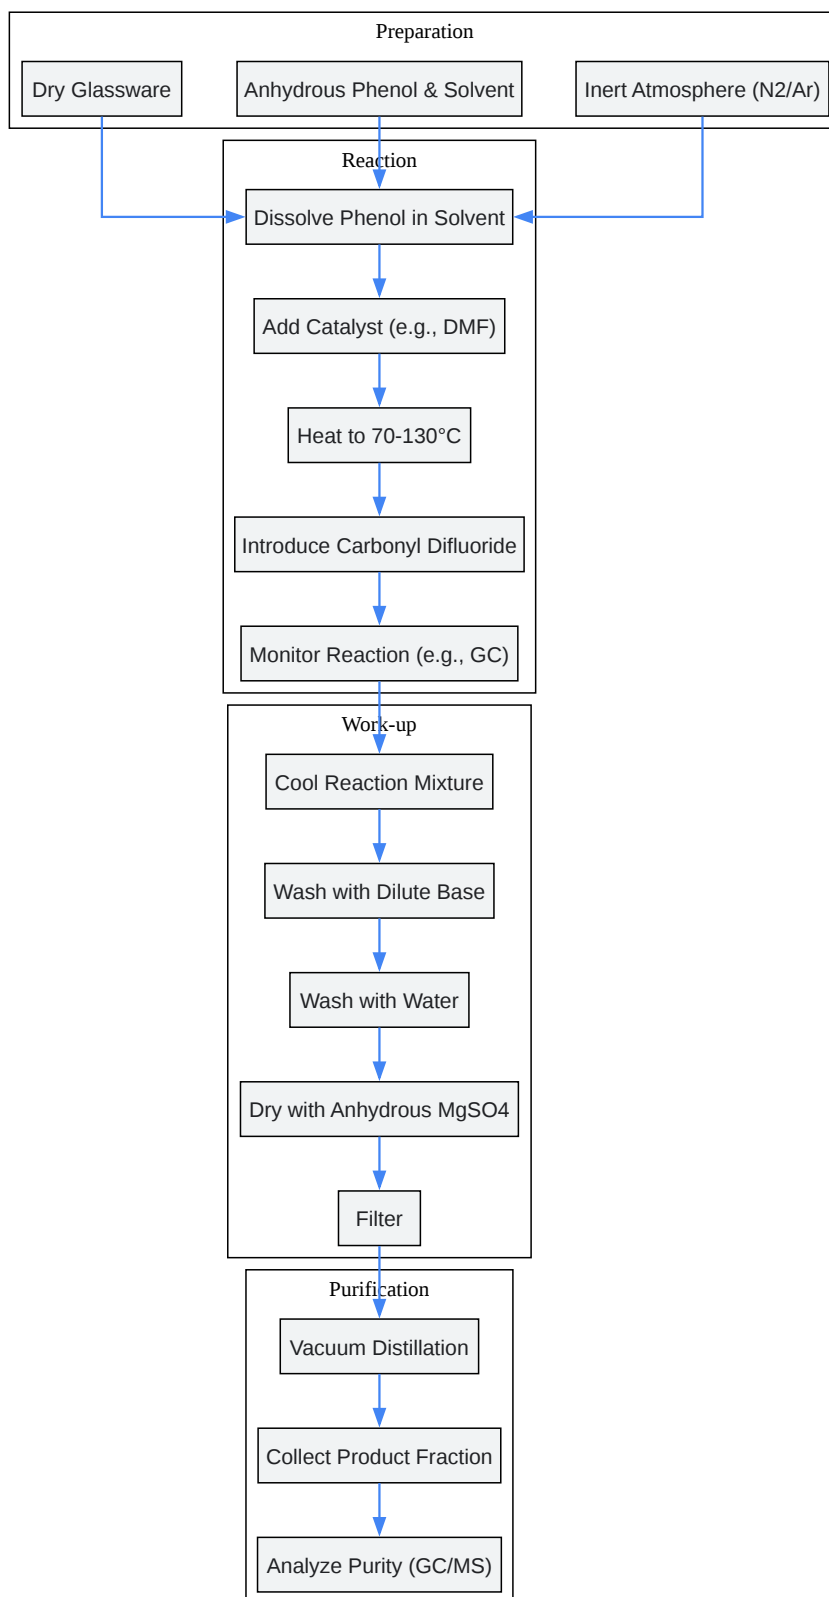 Preparation
Dry Glassware
Anhydrous Phenol & Solvent
Inert Atmosphere (N2/Ar)
Reaction
Dissolve Phenol in Solvent
Add Catalyst (e.g., DMF)
Heat to 70-130°C
Introduce Carbonyl Difluoride
Monitor Reaction (e.g., GC)
Work-up
Cool Reaction Mixture
Wash with Dilute Base
Wash with Water
Dry with Anhydrous MgSO4
Filter
Purification
Vacuum Distillation
Collect Product Fraction
Analyze Purity (GC/MS)